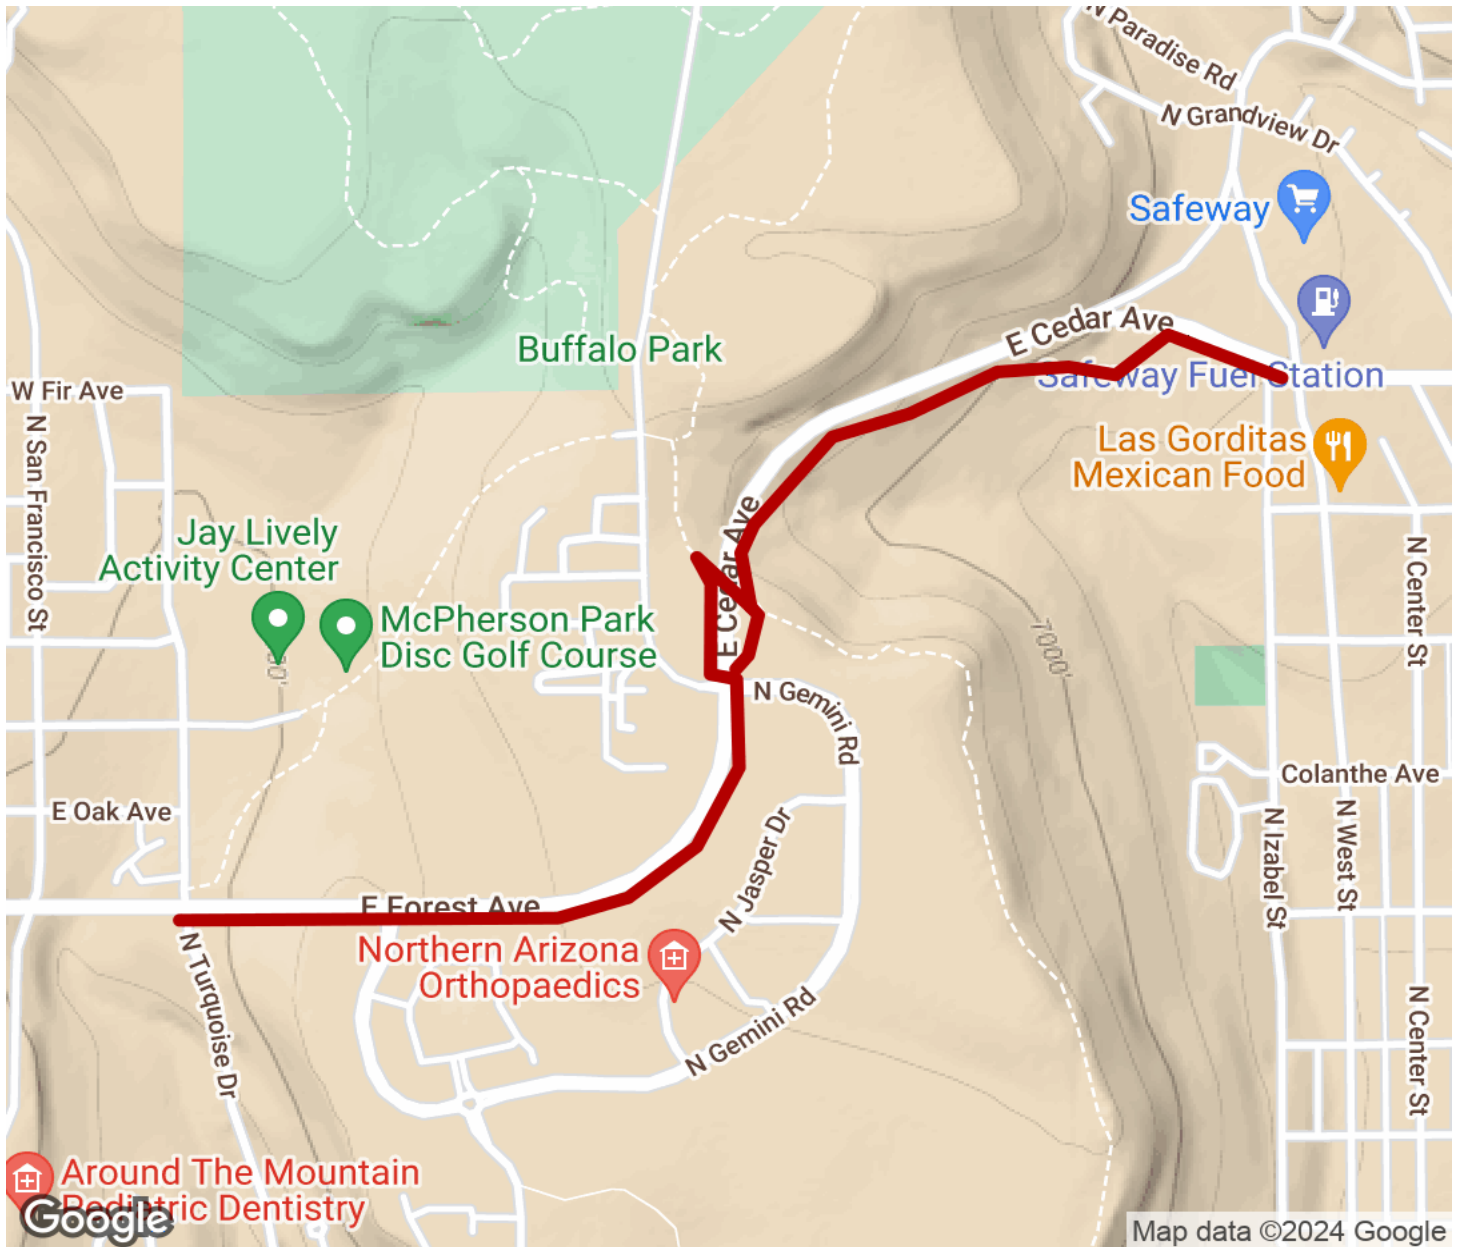 N Paradise Rd
N Grandview Dr
Safeway
E Cedar Ave
Buffalo Park
Safeway Fuel Station
W Fir Ave
N San Francisco St
Las Gorditas
Mexican Food
Jay Lively
Activity Center
E Cedar Ave
N Center St
McPherson Park
Disc Golf Course
7000'
N Gemini Rd
Colanthe Ave
E Oak Ave
N Jasper Dr
N Izabel St
N West St
E Forest Ave
Northern Arizona
Orthopaedics
N Turquoise Dr
N Gemini Rd
N Center St
Around The Mountain
Pediatric Dentistry
Google
Map data ©2024 Google